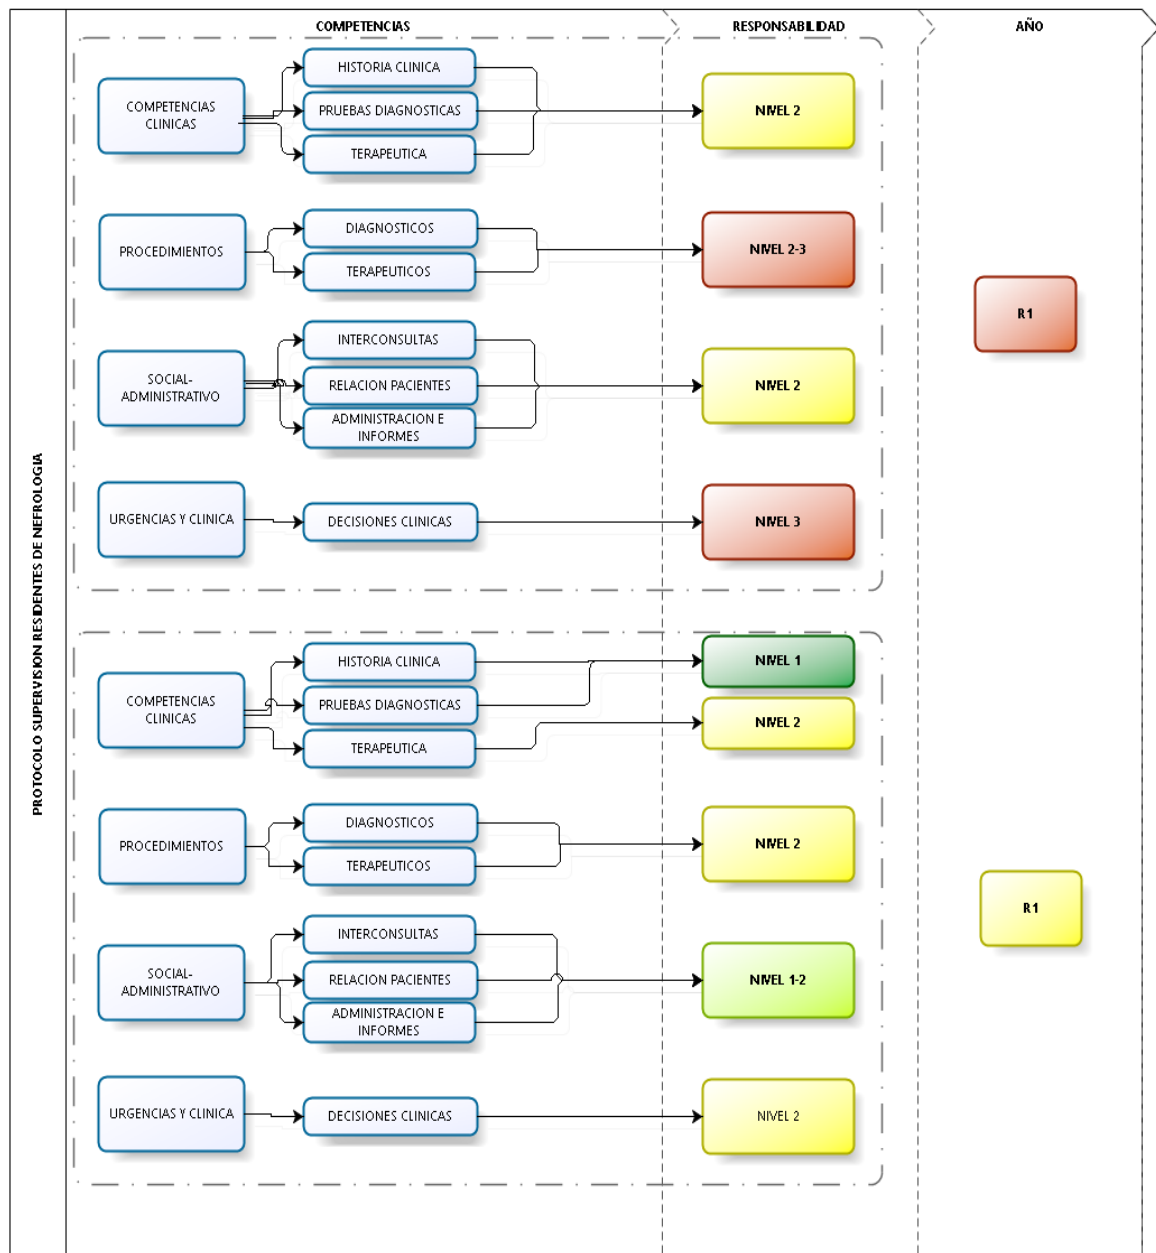 COMPETENCIAS
RESPONSABILIDAD
AÑO
PROTOCOLO SUPERVISION RESIDENTES DE NEFROLOGIA
COMPETENCIAS
CLINICAS
HISTORIA CLINICA
PRUEBAS DIAGNOSTICAS
TERAPEUTICA
NIVEL 2
PROCEDIMIENTOS
DIAGNOSTICOS
TERAPEUTICOS
NIVEL 2-3
R1
SOCIAL-
ADMINISTRATIVO
INTERCONSULTAS
RELACION PACIENTES
ADMINISTRACION E
INFORMES
NIVEL 2
URGENCIAS Y CLINICA
DECISIONES CLINICAS
NIVEL 3
COMPETENCIAS
CLINICAS
HISTORIA CLINICA
PRUEBAS DIAGNOSTICAS
TERAPEUTICA
NIVEL 1
NIVEL 2
PROCEDIMIENTOS
DIAGNOSTICOS
TERAPEUTICOS
NIVEL 2
R1
SOCIAL-
ADMINISTRATIVO
INTERCONSULTAS
RELACION PACIENTES
ADMINISTRACION E
INFORMES
NIVEL 1-2
URGENCIAS Y CLINICA
DECISIONES CLINICAS
NIVEL 2